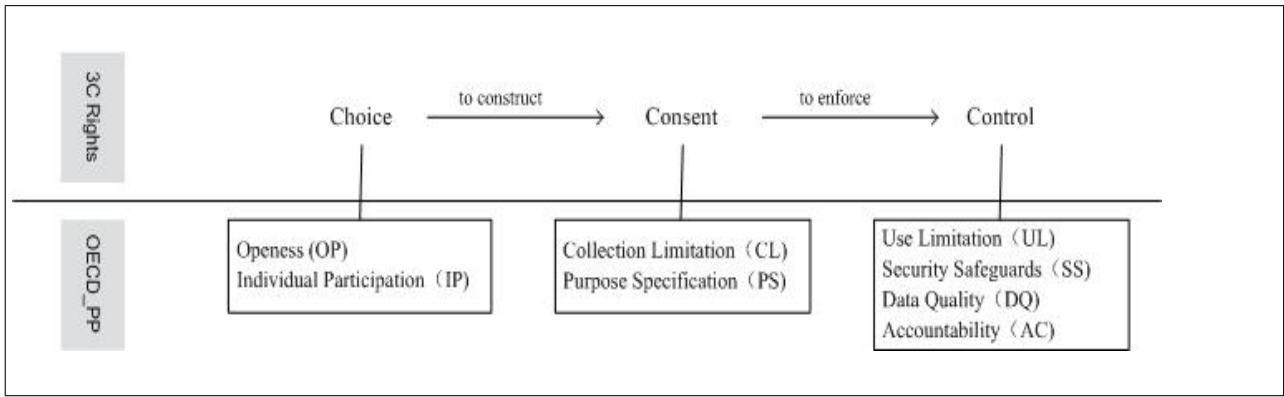 3C Rights
Choice
to construct
Consent
to enforce
Control
OECD_PP
Openess (OP)
Individual Participation（IP)
Collection Limitation（CL)
Purpose Specification（PS)
Use Limitation（UL)
Security Safeguards（SS)
Data Quality（DQ)
Accountability（AC)